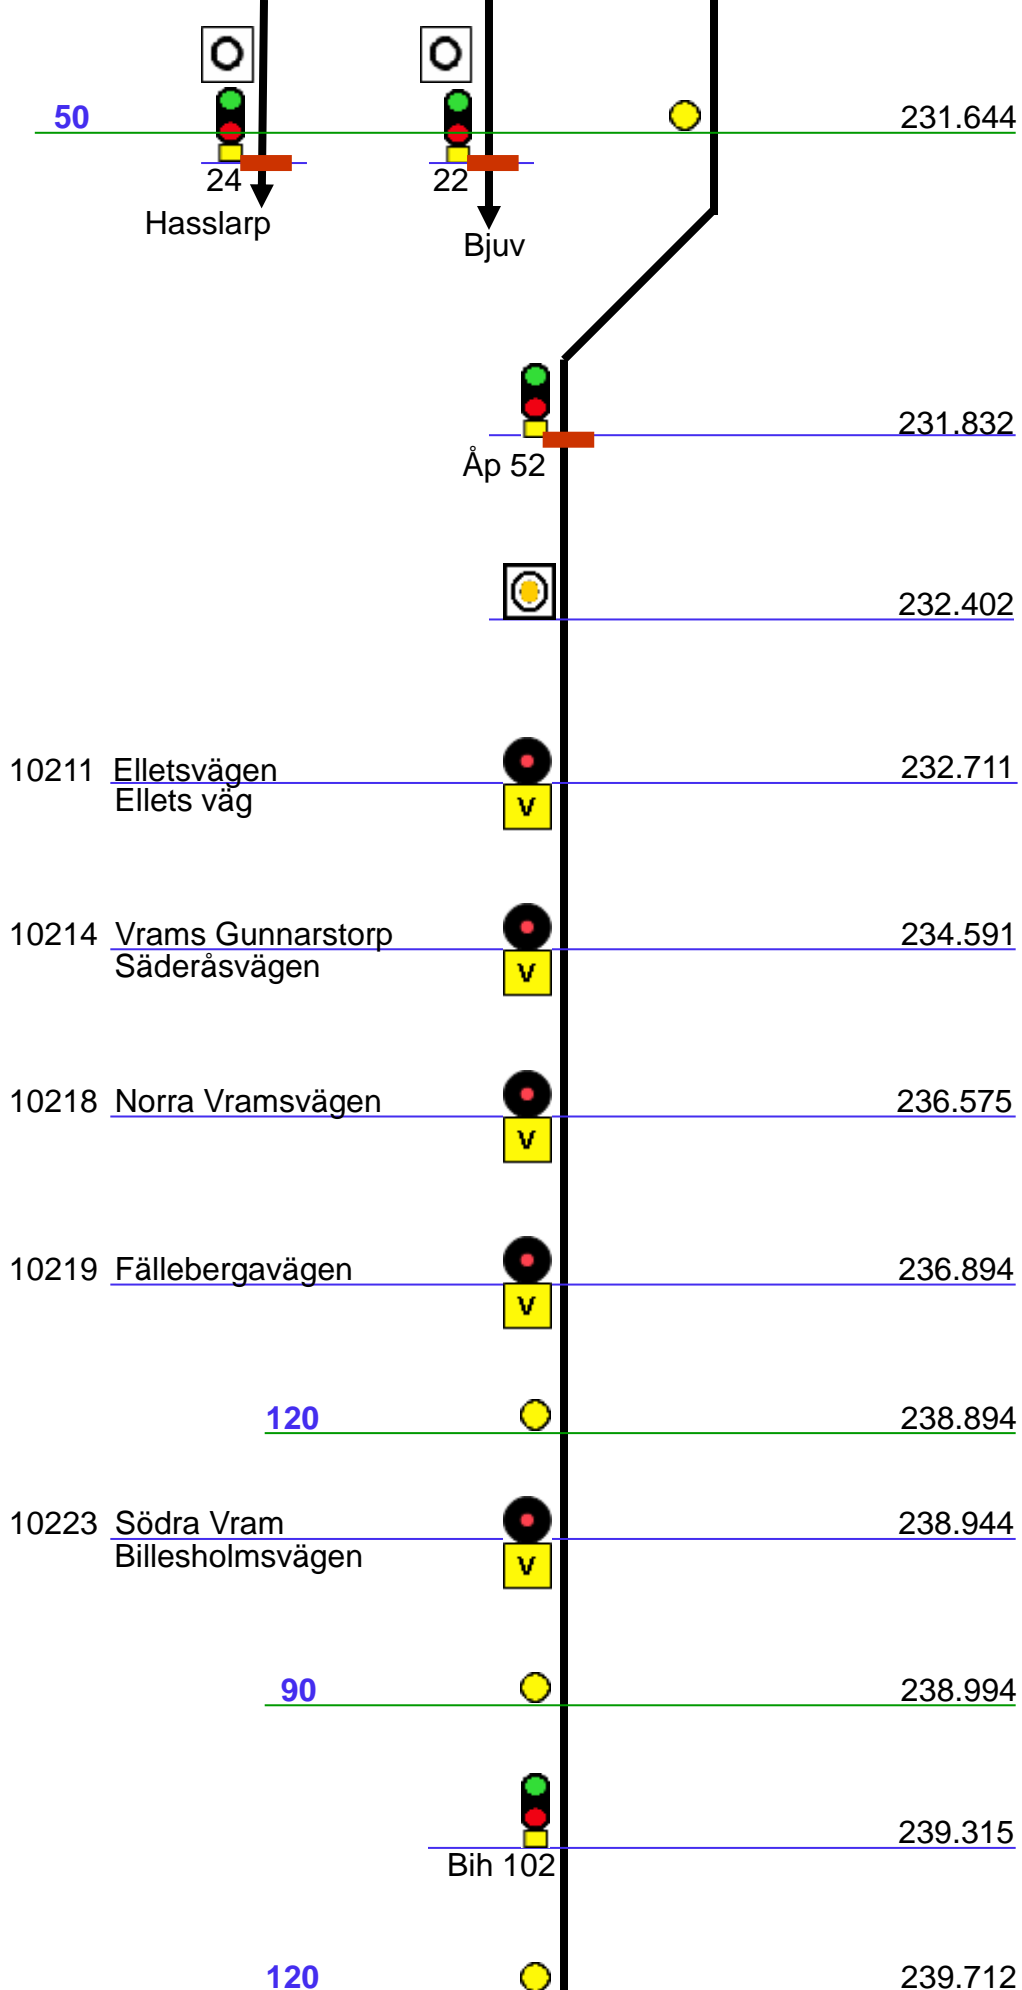 50
231.644
24
22
Hasslarp
Bjuv
231.832
Åp 52
232.402
10211 Elletsvägen
232.711
Ellets väg
V
10214 Vrams Gunnarstorp
234.591
Säderåsvägen
V
10218 Norra Vramsvägen
236.575
V
10219 Fällebergavägen
236.894
V
120
238.894
10223 Södra Vram
238.944
Billesholmsvägen
V
90
238.994
239.315
Bih 102
120
239.712